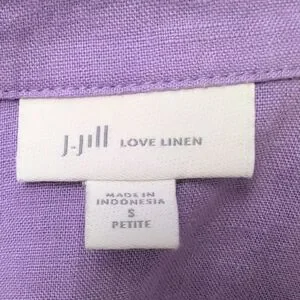 J.Jill LOVE LINEN
MADE IN
INDONESIA
S
PETITE